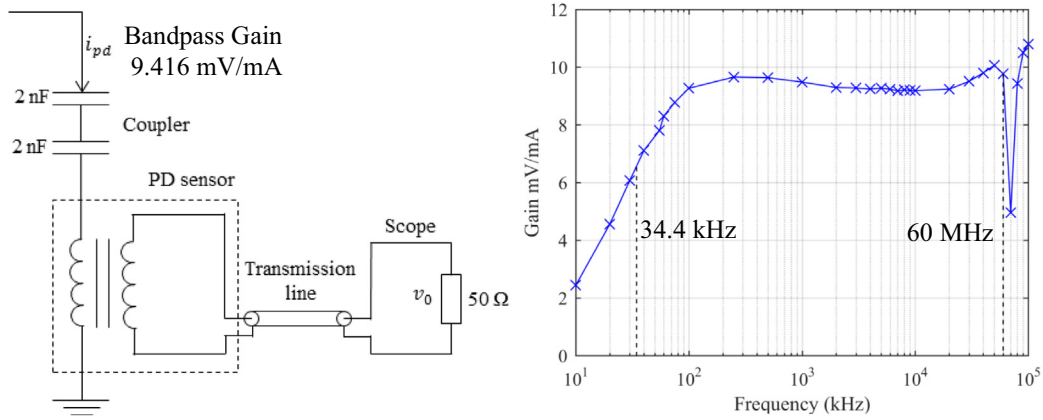 i_pd
Bandpass Gain
9.416 mV/mA
2 nF
Coupler
2 nF
PD sensor
Scope
Transmission
line
v_0
50 Ω
12
10
8
6
4
2
0
Gain mV/mA
34.4 kHz
60 MHz
10^1
10^2
10^3
10^4
10^5
Frequency (kHz)